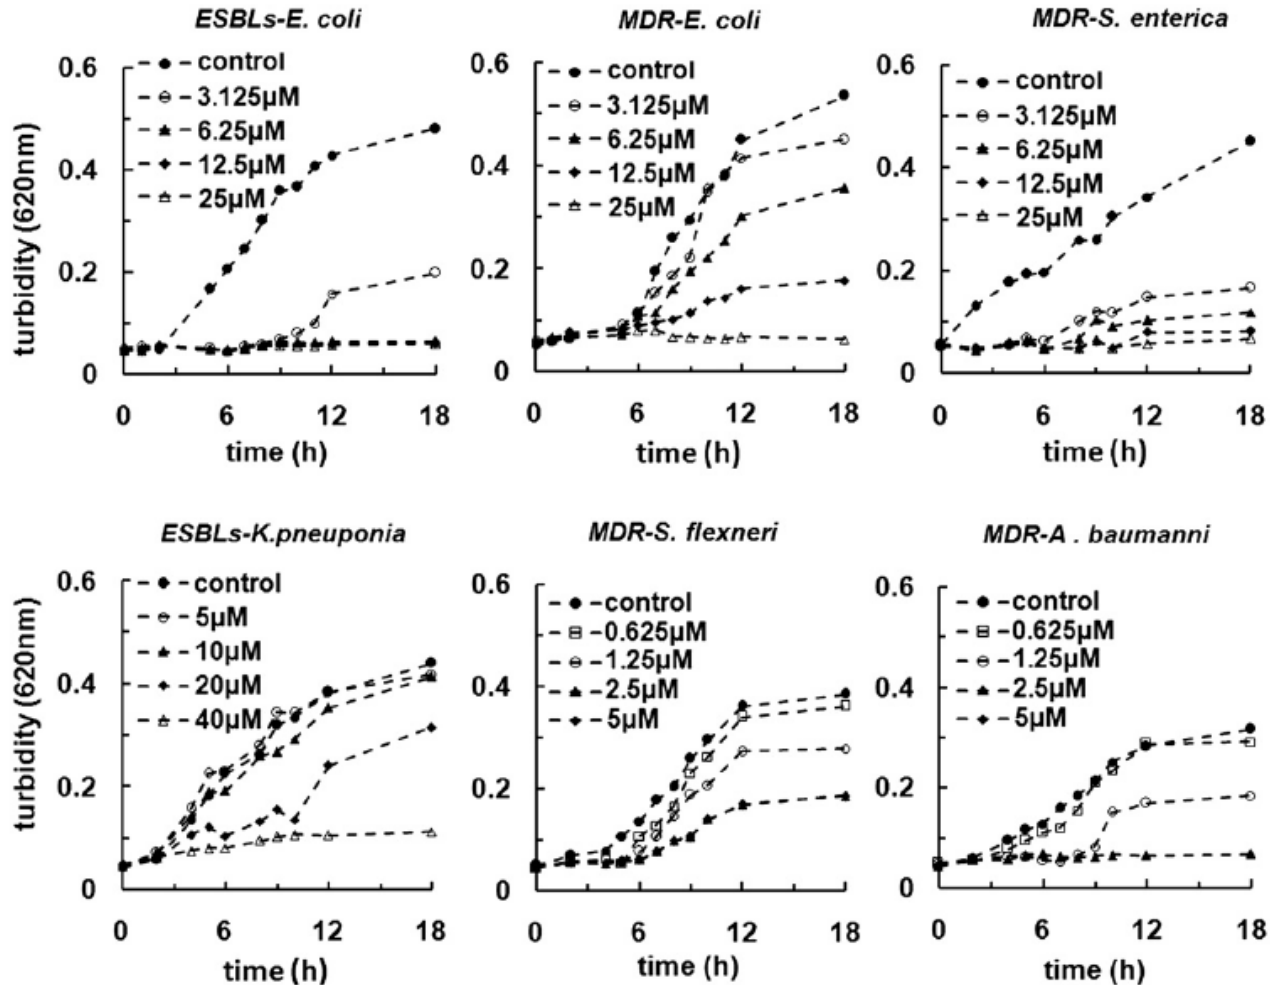 ESBLs-E. coli
turbidity (620nm)
0.6
0.4
0.2
0
control
3.125µM
6.25µM
12.5µM
25µM
0 6 12 18
time (h)
MDR-E. coli
0.6
0.4
0.2
0
control
3.125µM
6.25µM
12.5µM
25µM
0 6 12 18
time (h)
MDR-S. enterica
0.6
0.4
0.2
0
control
3.125µM
6.25µM
12.5µM
25µM
0 6 12 18
time (h)
ESBLs-K.pneuponia
turbidity (620nm)
0.6
0.4
0.2
0
control
5µM
10µM
20µM
40µM
0 6 12 18
time (h)
MDR-S. flexneri
0.6
0.4
0.2
0
control
0.625µM
1.25µM
2.5µM
5µM
0 6 12 18
time (h)
MDR-A . baumanni
0.6
0.4
0.2
0
control
0.625µM
1.25µM
2.5µM
5µM
0 6 12 18
time (h)